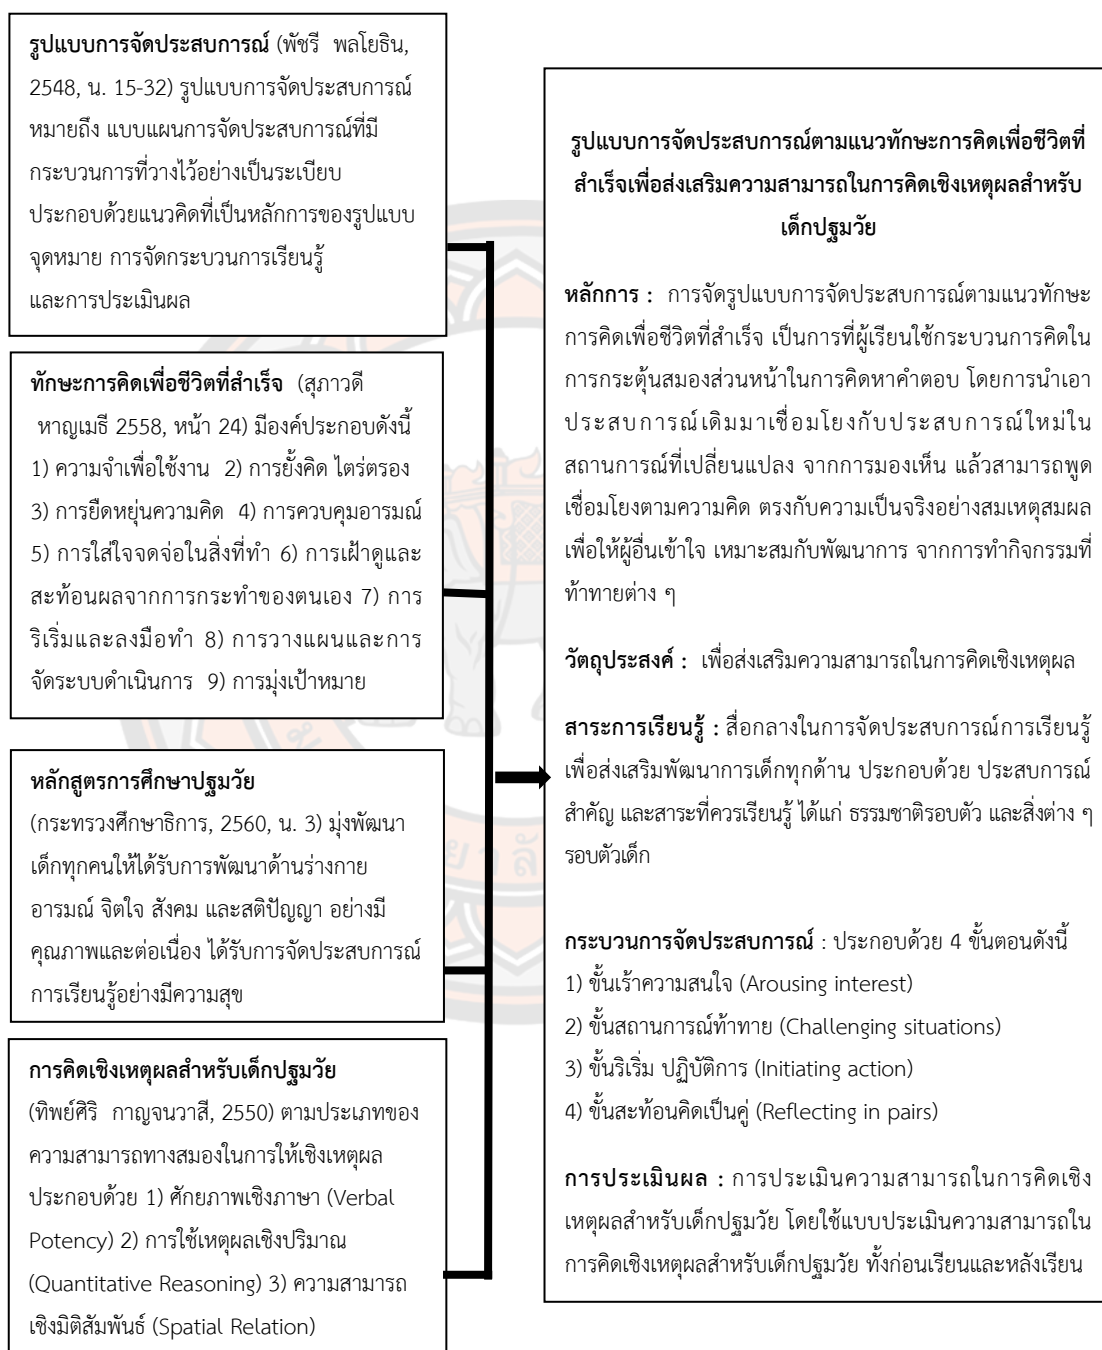 รูปแบบการจัดประสบการณ์ (พัชรี พลโยธิน,
2548, น. 15-32) รูปแบบการจัดประสบการณ์
หมายถึง แบบแผนการจัดประสบการณ์ที่มี
กระบวนการที่วางไว้อย่างเป็นระเบียบ
ประกอบด้วยแนวคิดที่เป็นหลักการของรูปแบบ
จุดหมาย การจัดกระบวนการเรียนรู้
และการประเมินผล
ทักษะการคิดเพื่อชีวิตที่สำเร็จ (สุภาวดี
หาญเมธี 2558, หน้า 24) มีองค์ประกอบดังนี้
1) ความจำเพื่อใช้งาน 2) การยั้งคิด ไตร่ตรอง
3) การยืดหยุ่นความคิด 4) การควบคุมอารมณ์
5) การใส่ใจจดจ่อในสิ่งที่ทำ 6) การเฝ้าดูและ
สะท้อนผลจากการกระทำของตนเอง 7) การ
ริเริ่มและลงมือทำ 8) การวางแผนและการ
จัดระบบดำเนินการ 9) การมุ่งเป้าหมาย
หลักสูตรการศึกษาปฐมวัย
(กระทรวงศึกษาธิการ, 2560, น. 3) มุ่งพัฒนา
เด็กทุกคนให้ได้รับการพัฒนาด้านร่างกาย
อารมณ์ จิตใจ สังคม และสติปัญญา อย่างมี
คุณภาพและต่อเนื่อง ได้รับการจัดประสบการณ์
การเรียนรู้อย่างมีความสุข
การคิดเชิงเหตุผลสำหรับเด็กปฐมวัย
(ทิพย์ศิริ กาญจนวาสี, 2550) ตามประเภทของ
ความสามารถทางสมองในการให้เชิงเหตุผล
ประกอบด้วย 1) ศักยภาพเชิงภาษา (Verbal
Potency) 2) การใช้เหตุผลเชิงปริมาณ
(Quantitative Reasoning) 3) ความสามารถ
เชิงมิติสัมพันธ์ (Spatial Relation)
รูปแบบการจัดประสบการณ์ตามแนวทักษะการคิดเพื่อชีวิตที่
สำเร็จเพื่อส่งเสริมความสามารถในการคิดเชิงเหตุผลสำหรับ
เด็กปฐมวัย
หลักการ : การจัดรูปแบบการจัดประสบการณ์ตามแนวทักษะ
การคิดเพื่อชีวิตที่สำเร็จ เป็นการที่ผู้เรียนใช้กระบวนการคิดใน
การกระตุ้นสมองส่วนหน้าในการคิดหาคำตอบ โดยการนำเอา
ประสบการณ์เดิมมาเชื่อมโยงกับประสบการณ์ใหม่ใน
สถานการณ์ที่เปลี่ยนแปลง จากการมองเห็น แล้วสามารถพูด
เชื่อมโยงตามความคิด ตรงกับความเป็นจริงอย่างสมเหตุสมผล
เพื่อให้ผู้อื่นเข้าใจ เหมาะสมกับพัฒนาการ จากการทำกิจกรรมที่
ท้าทายต่าง ๆ
วัตถุประสงค์ : เพื่อส่งเสริมความสามารถในการคิดเชิงเหตุผล
สาระการเรียนรู้ : สื่อกลางในการจัดประสบการณ์การเรียนรู้
เพื่อส่งเสริมพัฒนาการเด็กทุกด้าน ประกอบด้วย ประสบการณ์
สำคัญ และสาระที่ควรเรียนรู้ ได้แก่ ธรรมชาติรอบตัว และสิ่งต่าง ๆ
รอบตัวเด็ก
กระบวนการจัดประสบการณ์ : ประกอบด้วย 4 ขั้นตอนดังนี้
1) ขั้นเร้าความสนใจ (Arousing interest)
2) ขั้นสถานการณ์ท้าทาย (Challenging situations)
3) ขั้นริเริ่ม ปฏิบัติการ (Initiating action)
4) ขั้นสะท้อนคิดเป็นคู่ (Reflecting in pairs)
การประเมินผล : การประเมินความสามารถในการคิดเชิง
เหตุผลสำหรับเด็กปฐมวัย โดยใช้แบบประเมินความสามารถใน
การคิดเชิงเหตุผลสำหรับเด็กปฐมวัย ทั้งก่อนเรียนและหลังเรียน